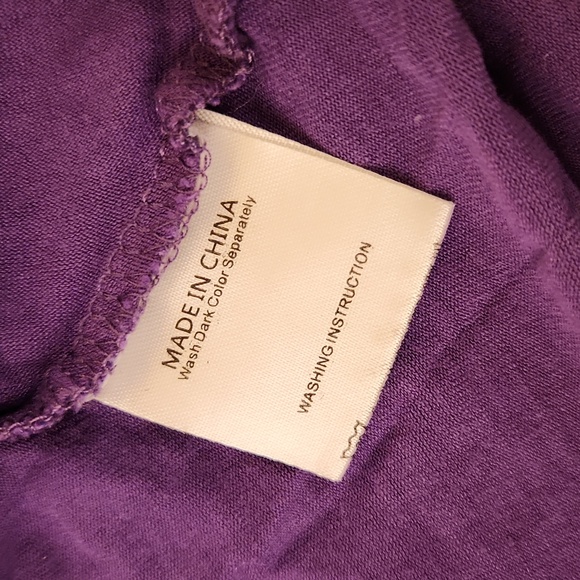 MADE IN CHINA
Wash Dark Color Separately
WASHING INSTRUCTION